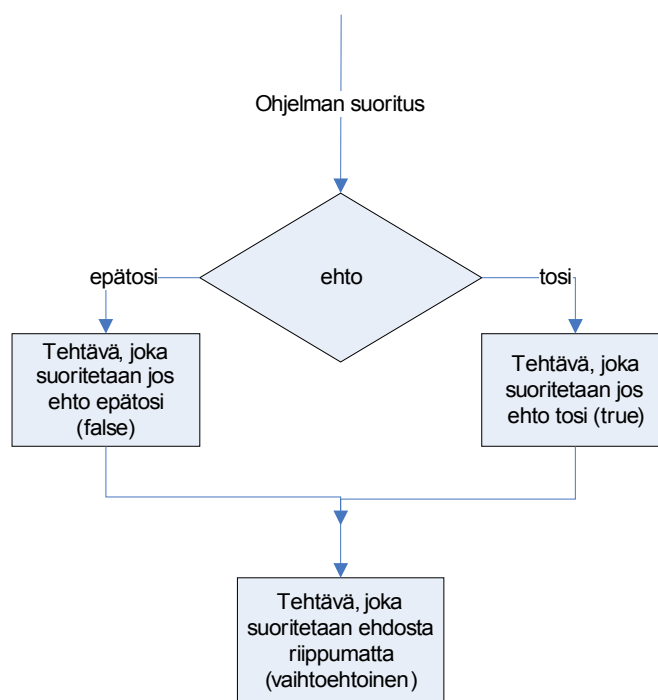 Ohjelman suoritus
ehto
epätosi
tosi
Tehtävä, joka
suoritetaan jos
ehto epätosi
(false)
Tehtävä, joka
suoritetaan jos
ehto tosi (true)
Tehtävä, joka
suoritetaan ehdosta
riippumatta
(vaihtoehtoinen)